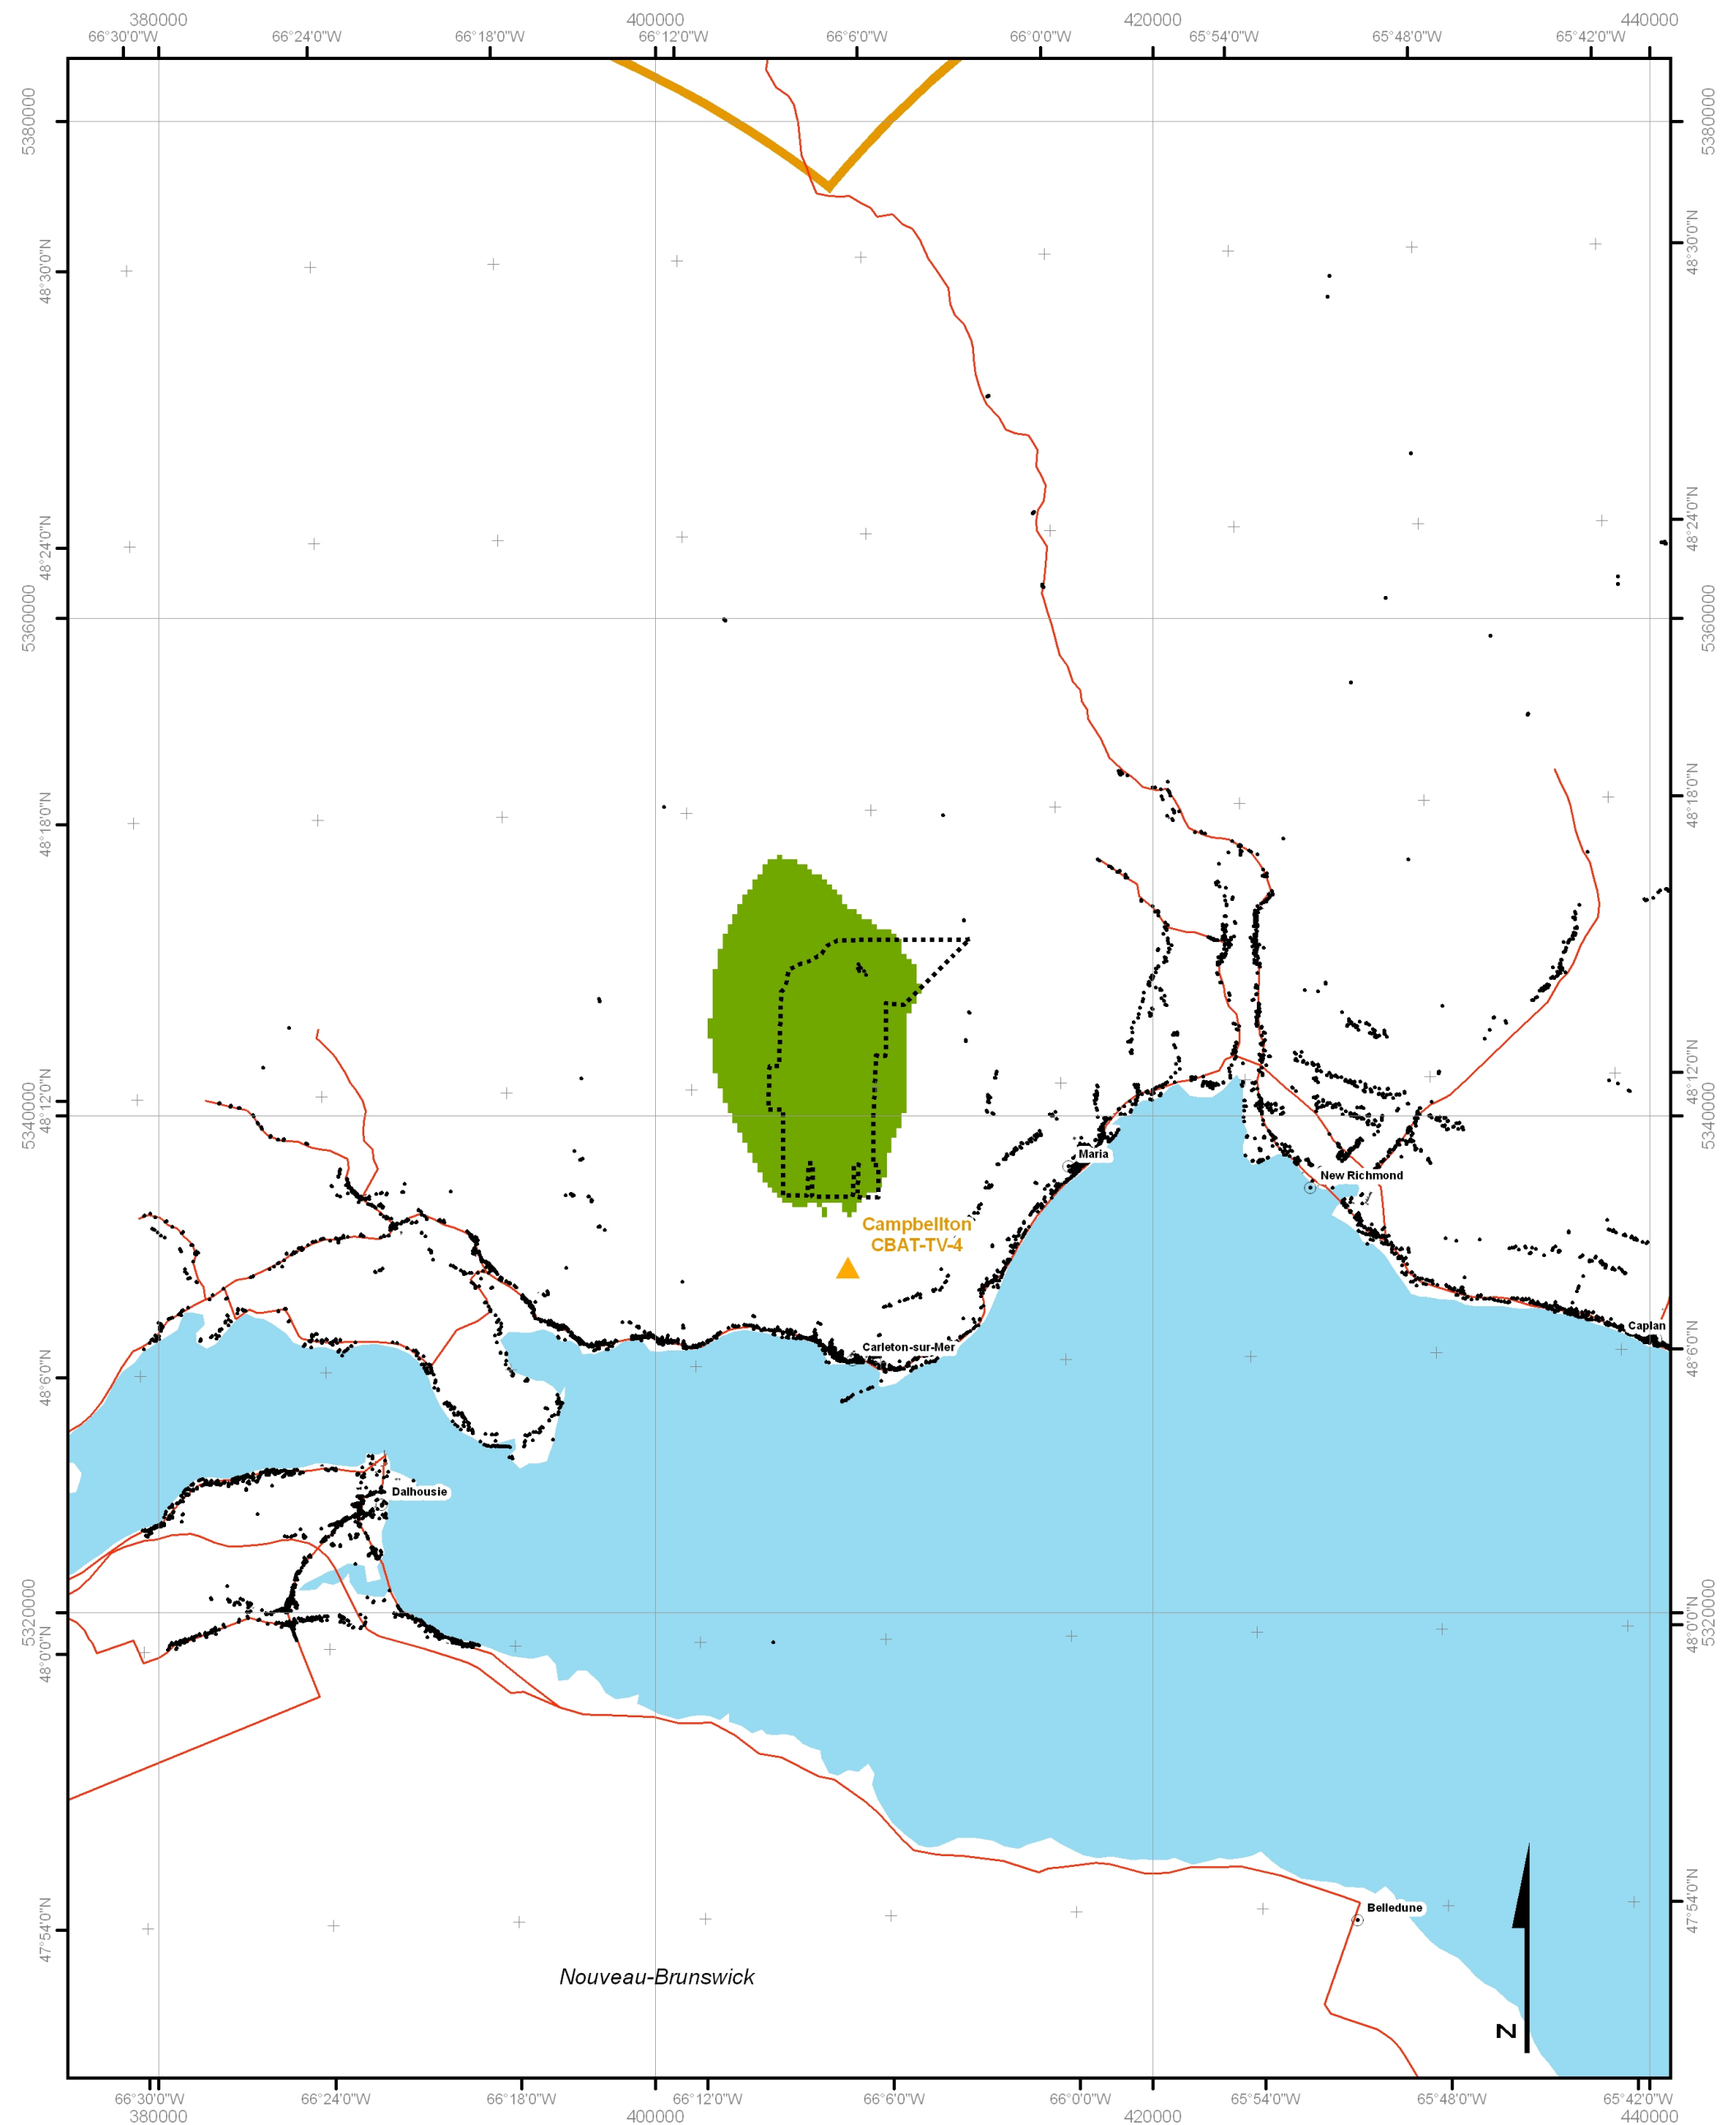 380000 400000 420000 440000
66°30'0"W 66°24'0"W 66°18'0"W 66°12'0"W 66°6'0"W 66°0'0"W 65°54'0"W 65°48'0"W 65°42'0"W
5380000 5380000
48°30'0"N 48°30'0"N
48°24'0"N 48°24'0"N
5360000 5360000
48°18'0"N 48°18'0"N
48°12'0"N 48°12'0"N
5340000 5340000
Maria
New Richmond
Campbellton
CBAT-TV-4
Caplan
Carleton-sur-Mer
48°6'0"N 48°6'0"N
Dalhousie
5320000 5320000
48°0'0"N 48°0'0"N
Belledune
47°54'0"N 47°54'0"N
Nouveau-Brunswick
N
66°30'0"W 66°24'0"W 66°18'0"W 66°12'0"W 66°6'0"W 66°0'0"W 65°54'0"W 65°48'0"W 65°42'0"W
380000 400000 420000 440000